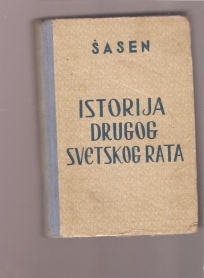 ŠASEN
ISTORIJA
DRUGOG
SVETSKOG RATA